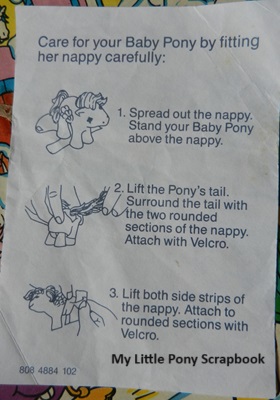 Care for your Baby Pony by fitting
her nappy carefully:
1. Spread out the nappy.
Stand your Baby Pony
above the nappy.
2. Lift the Pony's tail.
Surround the tail with
the two rounded
sections of the nappy.
Attach with Velcro.
3. Lift both side strips of
the nappy. Attach to
rounded sections with
Velcro.
My Little Pony Scrapbook
808 4884 102